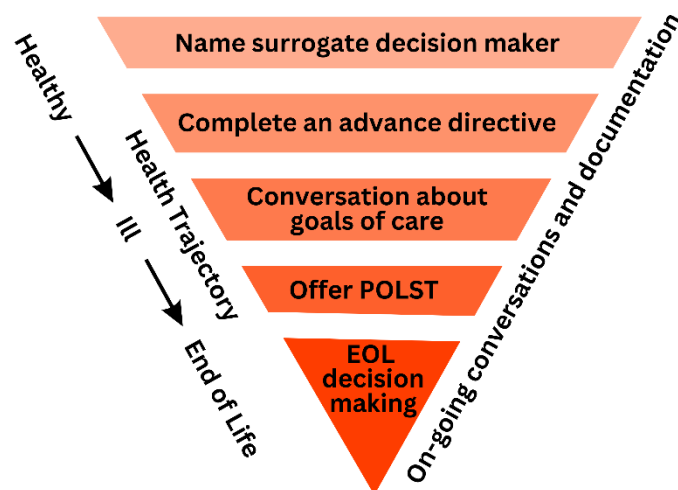 Name surrogate decision maker
Complete an advance directive
Conversation about
goals of care
Offer POLST
EOL
decision
making
Healthy
Ill
End of Life
Health Trajectory
On-going conversations and documentation